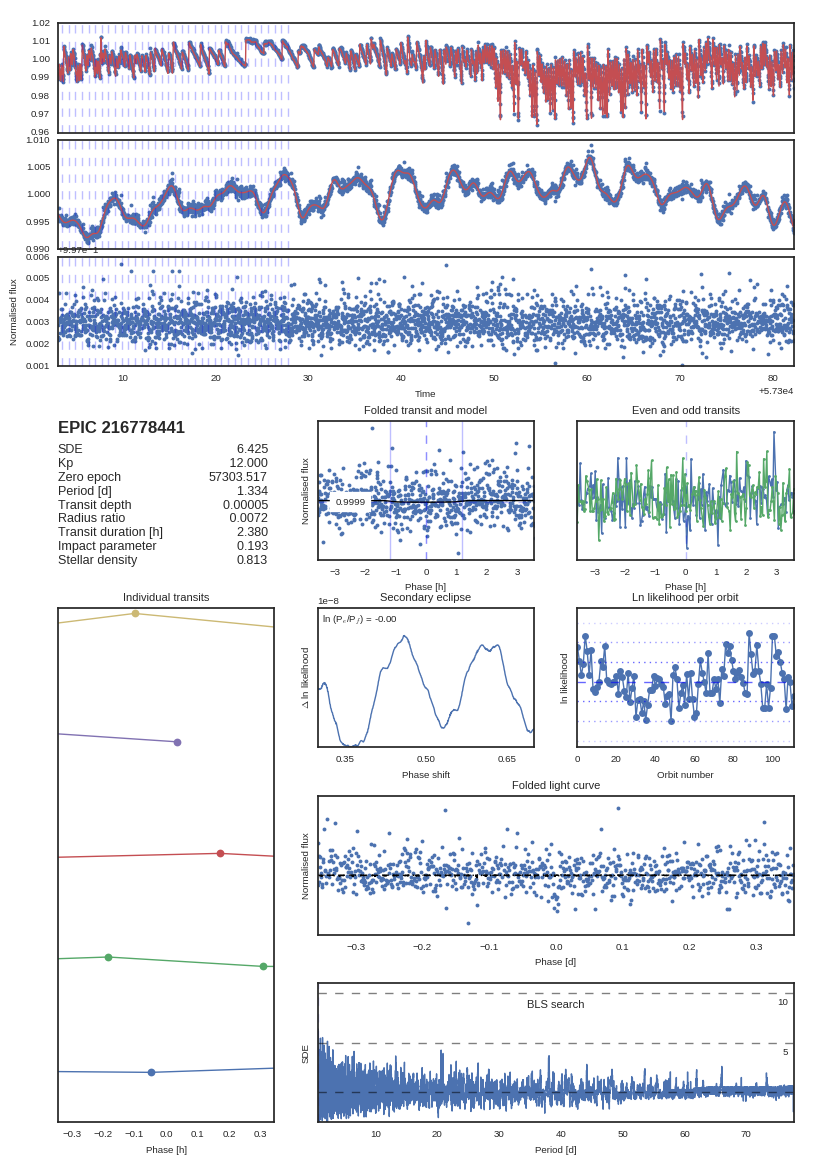 1.02
1.01
1.00
0.99
0.98
0.97
0.96
1.010
1.005
1.000
0.995
0.990
+9.97e−1
0.006
0.005
0.004
0.003
0.002
0.001
Normalised flux
10 20 30 40 50 60 70 80
Time
+5.73e4
EPIC 216778441
SDE 6.425
Kp 12.000
Zero epoch 57303.517
Period [d] 1.334
Transit depth 0.00005
Radius ratio 0.0072
Transit duration [h] 2.380
Impact parameter 0.193
Stellar density 0.813
Folded transit and model
Normalised flux
0.9999
−3 −2 −1 0 1 2 3
Phase [h]
Even and odd transits
−3 −2 −1 0 1 2 3
Phase [h]
Individual transits
−0.3 −0.2 −0.1 0.0 0.1 0.2 0.3
Phase [h]
Secondary eclipse
1e−8
Δ ln likelihood
0.35 0.50 0.65
Phase shift
Ln likelihood per orbit
ln likelihood
0 20 40 60 80 100
Orbit number
Folded light curve
Normalised flux
−0.3 −0.2 −0.1 0.0 0.1 0.2 0.3
Phase [d]
BLS search
10
5
SDE
10 20 30 40 50 60 70
Period [d]